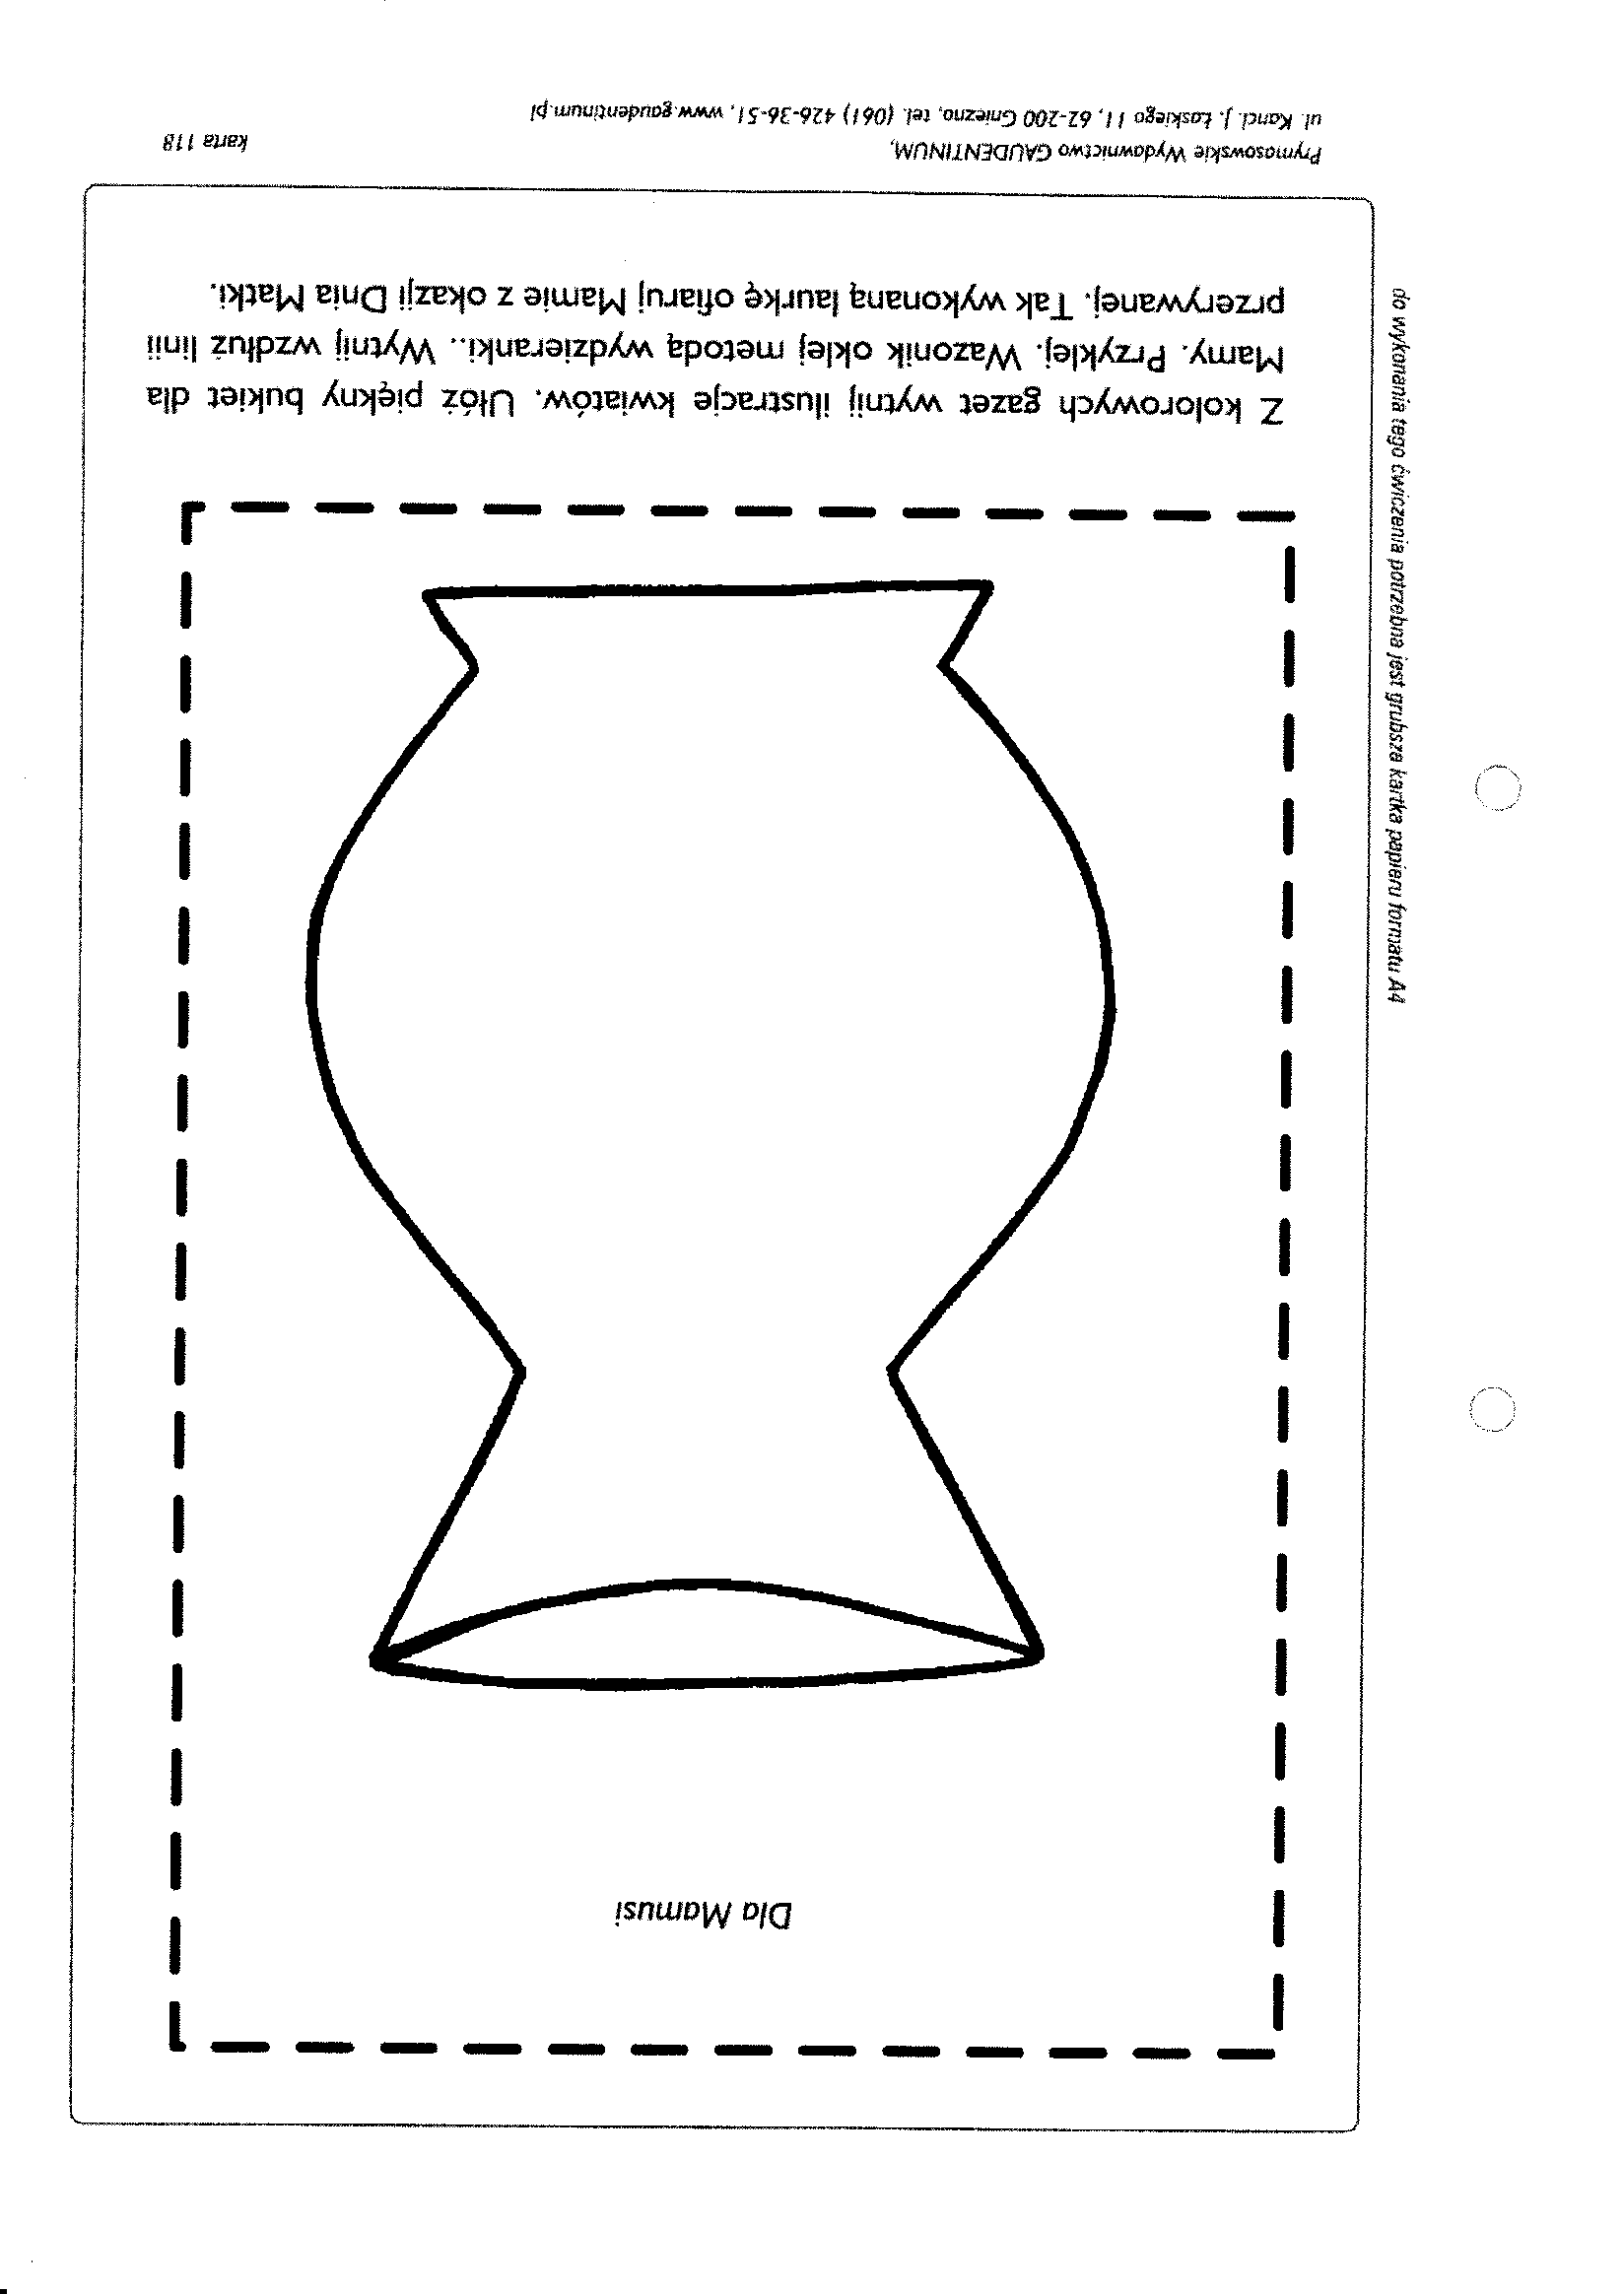 Dla Mamusi
Z kolorowych gazet wytnij ilustracje kwiatów. Ułóż piękny bukiet dla
Mamy. Przyklej. Wazonik oklej metodą wydzieranki.. Wytnij wzdłuż linii
przerywanej. Tak wykonaną laurkę ofiaruj Mamie z okazji Dnia Matki.
Prymasowskie Wydawnictwo GAUDENTINUM,
ul. Kancl. J. Łaskiego 11, 62-200 Gniezno, tel. (061) 426-36-51, www.gaudentinum.pl
karta 118
do wykonania tego ćwiczenia potrzebna jest grubsza kartka papieru formatu A4